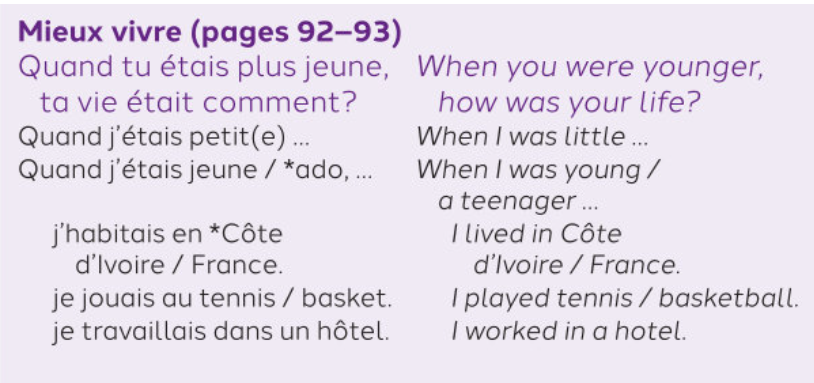 Mieux vivre (pages 92–93)
Quand tu étais plus jeune, When you were younger,
ta vie était comment? how was your life?
Quand j'étais petit(e) ... When I was little ...
Quand j'étais jeune / *ado, ... When I was young /
a teenager ...
j'habitais en *Côte I lived in Côte
d'Ivoire / France. d'Ivoire / France.
je jouais au tennis / basket. I played tennis / basketball.
je travaillais dans un hôtel. I worked in a hotel.